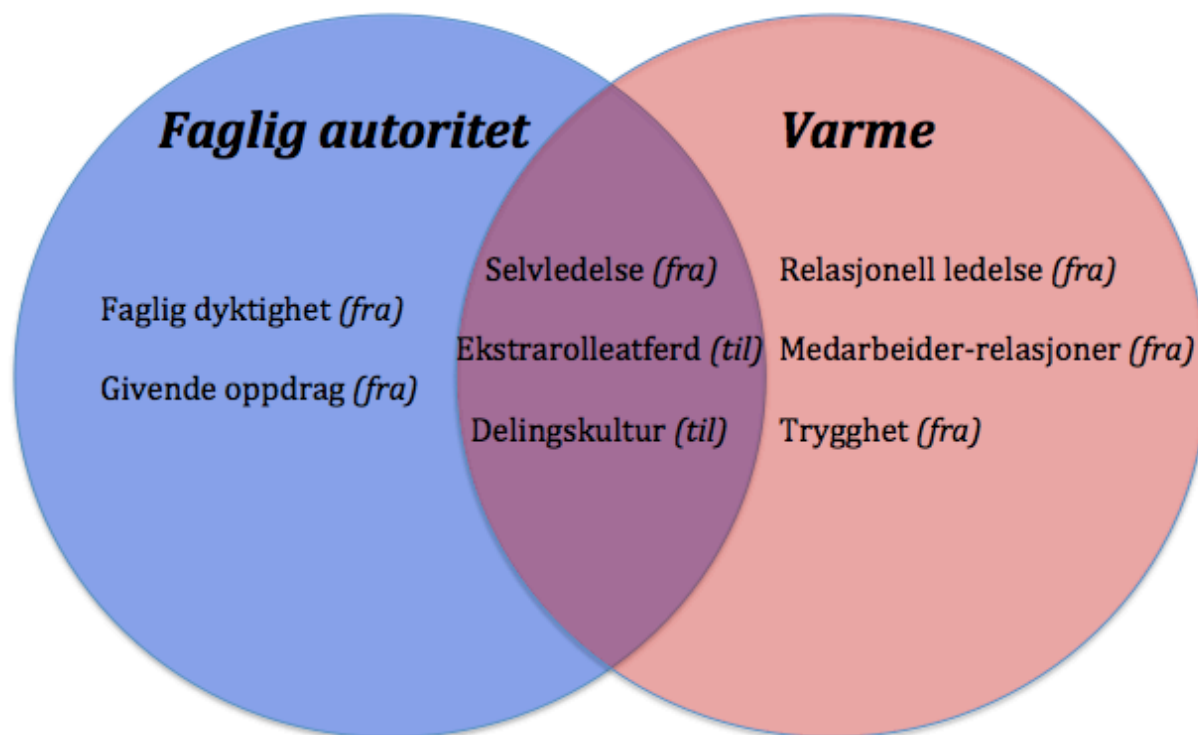 Faglig autoritet
Varme
Faglig dyktighet (fra)
Givende oppdrag (fra)
Selvledelse (fra)
Ekstrarolleatferd (til)
Delingskultur (til)
Relasjonell ledelse (fra)
Medarbeider-relasjoner (fra)
Trygghet (fra)